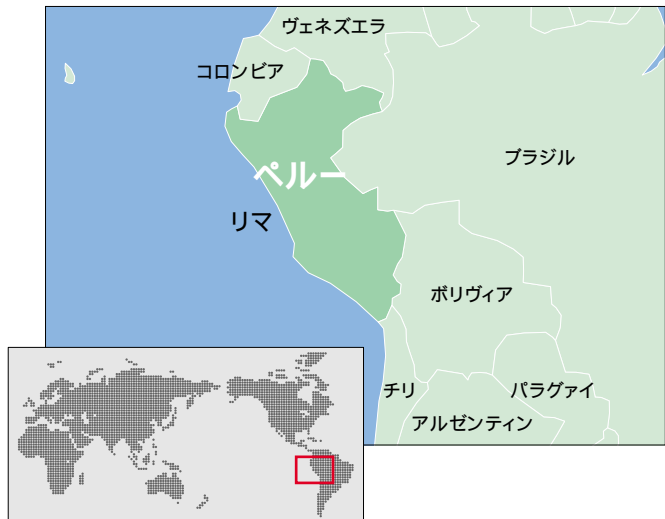 ヴェネズエラ
コロンビア
ブラジル
ペルー
リマ
ボリヴィア
チリ
パラグァイ
アルゼンティン